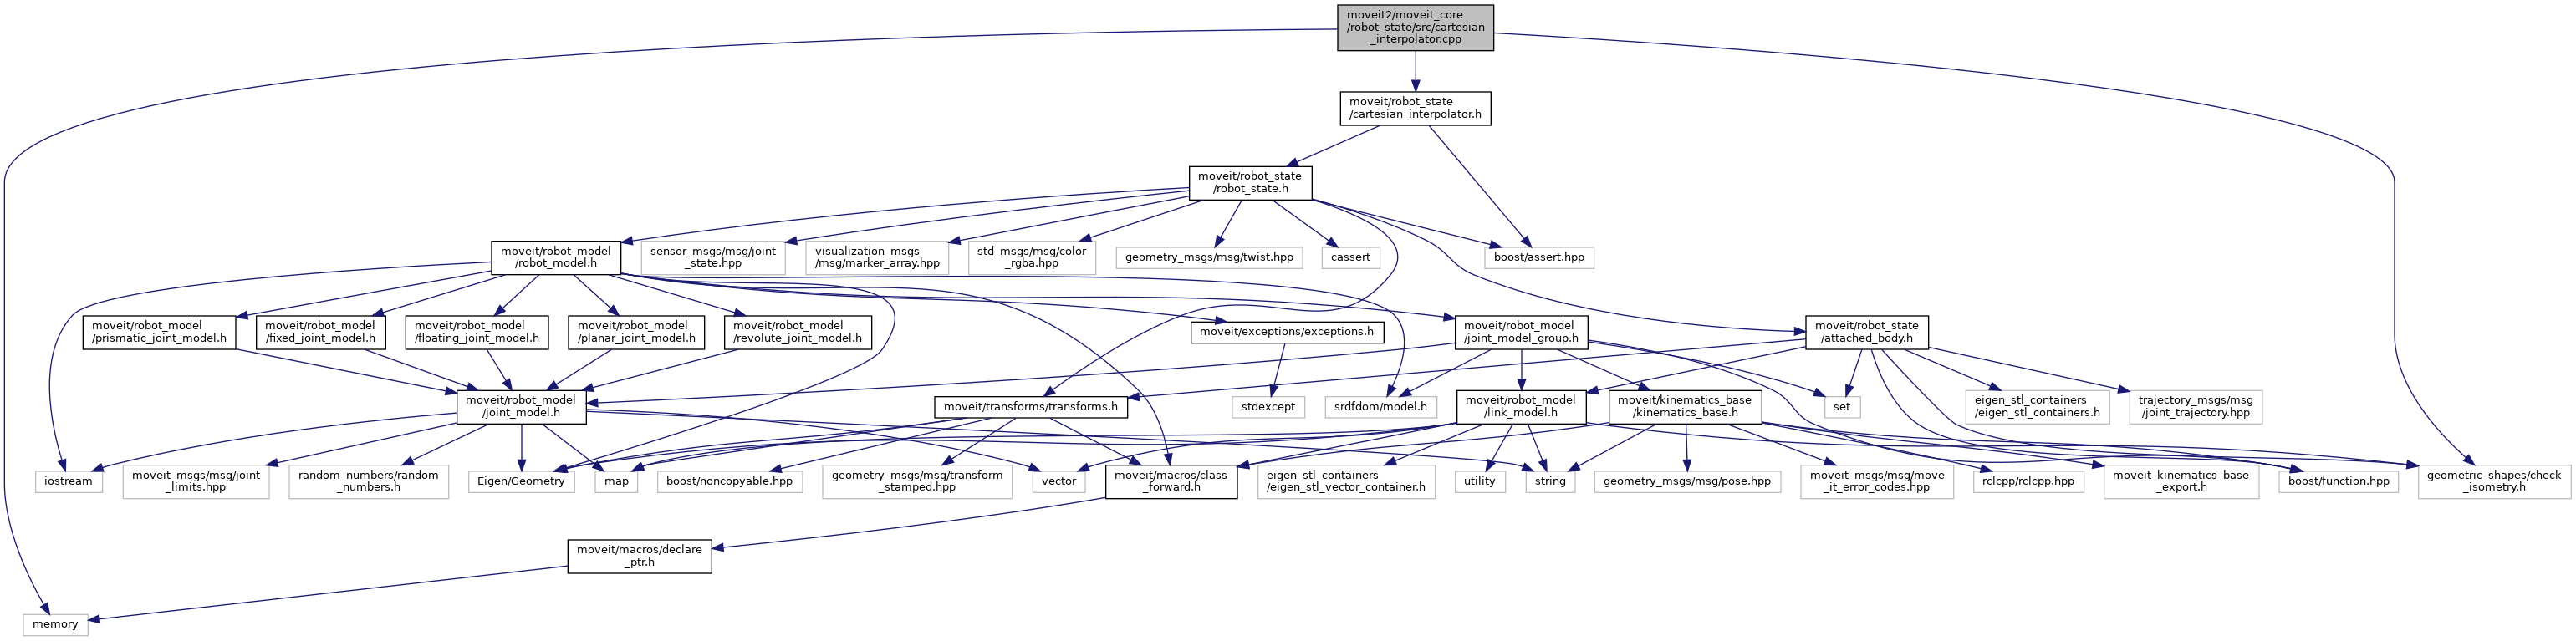 moveit2/moveit_core
/robot_state/src/cartesian
_interpolator.cpp
moveit/robot_state
/cartesian_interpolator.h
moveit/robot_state
/robot_state.h
moveit/robot_model
/robot_model.h
sensor_msgs/msg/joint
_state.hpp
visualization_msgs
/msg/marker_array.hpp
std_msgs/msg/color
_rgba.hpp
geometry_msgs/msg/twist.hpp
cassert
boost/assert.hpp
moveit/robot_model
/prismatic_joint_model.h
moveit/robot_model
/fixed_joint_model.h
moveit/robot_model
/floating_joint_model.h
moveit/robot_model
/planar_joint_model.h
moveit/robot_model
/revolute_joint_model.h
moveit/exceptions/exceptions.h
moveit/robot_model
/joint_model_group.h
moveit/robot_state
/attached_body.h
moveit/robot_model
/joint_model.h
moveit/transforms/transforms.h
stdexcept
srdfdom/model.h
moveit/robot_model
/link_model.h
moveit/kinematics_base
/kinematics_base.h
set
eigen_stl_containers
/eigen_stl_containers.h
trajectory_msgs/msg
/joint_trajectory.hpp
iostream
moveit_msgs/msg/joint
_limits.hpp
random_numbers/random
_numbers.h
Eigen/Geometry
map
boost/noncopyable.hpp
geometry_msgs/msg/transform
_stamped.hpp
vector
moveit/macros/class
_forward.h
eigen_stl_containers
/eigen_stl_vector_container.h
utility
string
geometry_msgs/msg/pose.hpp
moveit_msgs/msg/move
_it_error_codes.hpp
rclcpp/rclcpp.hpp
moveit_kinematics_base
_export.h
boost/function.hpp
geometric_shapes/check
_isometry.h
moveit/macros/declare
_ptr.h
memory